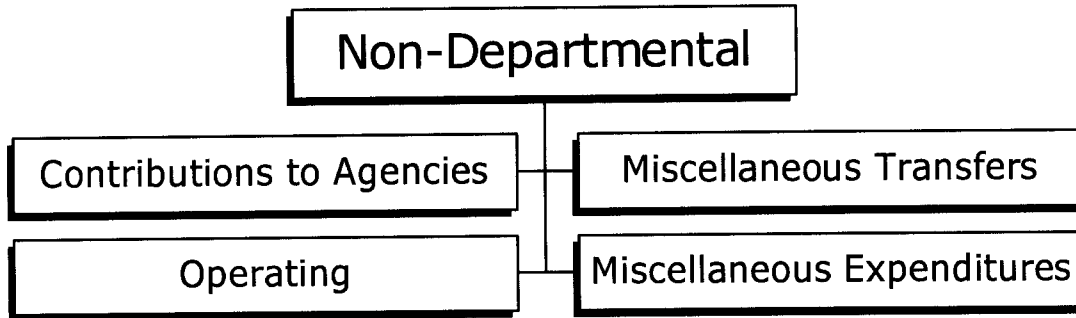 Non-Departmental
Contributions to Agencies
Miscellaneous Transfers
Operating
Miscellaneous Expenditures